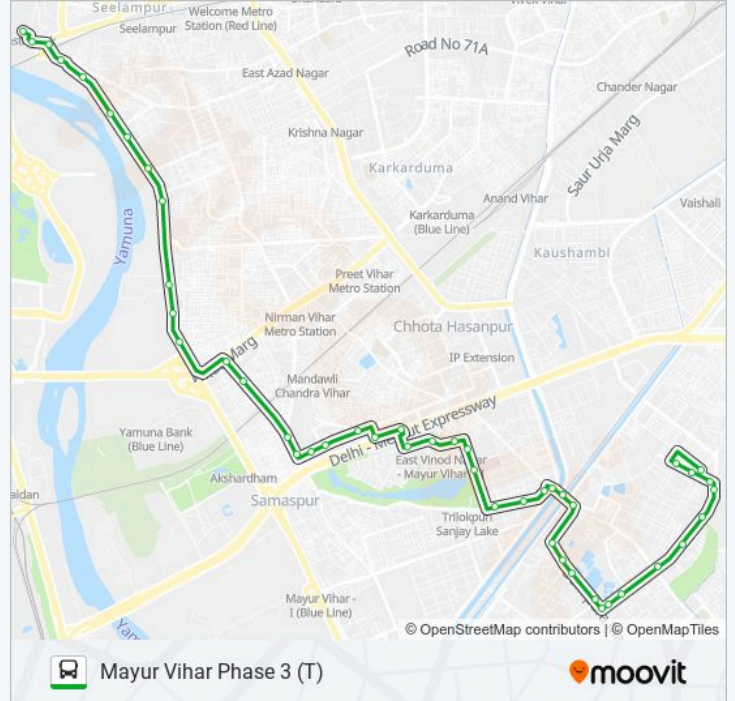 Seelampur
Welcome Metro
Station (Red Line)
Seelampur
Road No 71A
East Azad Nagar
Chander Nagar
Krishna Nagar
Saur Urja Marg
Karkarduma
Anand Vihar
Vaishali
Karkarduma
(Blue Line)
Yamuna
Kaushambi
Preet Vihar
Metro Station
Nirman Vihar
Metro Station
Chhota Hasanpur
Marg
IP Extension
Mandawli
Chandra Vihar
Delhi - Meerut Expressway
Yamuna Bank
(Blue Line)
East Vinod Nagar
- Mayur Vihar
Akshardham
aidan
Samaspur
Trilokpuri
Sanjay Lake
Mayur Vihar -
I (Blue Line)
Yam
© OpenStreetMap contributors | © OpenMapTiles
Mayur Vihar Phase 3 (T)
moovit